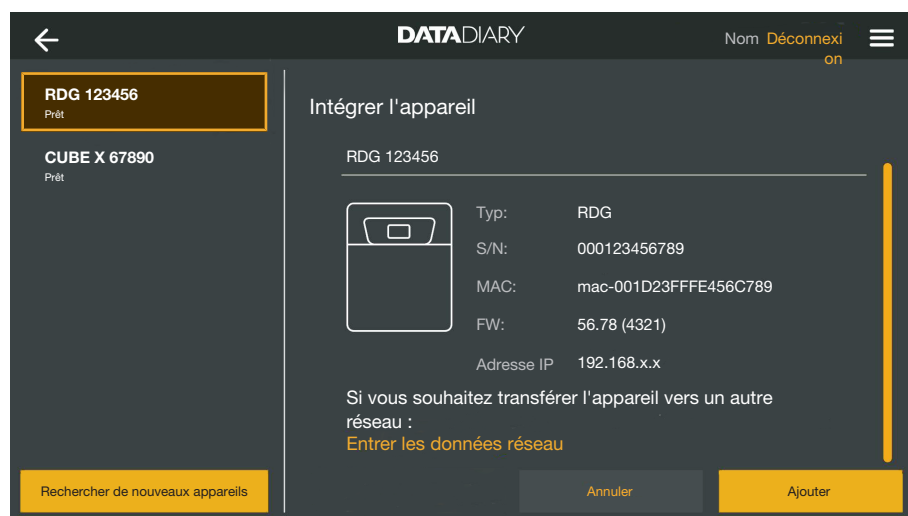 DATADIARY
Nom Déconnexi
on
RDG 123456
Prêt
CUBE X 67890
Prêt
Rechercher de nouveaux appareils
Intégrer l'appareil
RDG 123456
Typ: RDG
S/N: 000123456789
MAC: mac-001D23FFFE456C789
FW: 56.78 (4321)
Adresse IP 192.168.x.x
Si vous souhaitez transférer l'appareil vers un autre
réseau :
Entrer les données réseau
Annuler
Ajouter